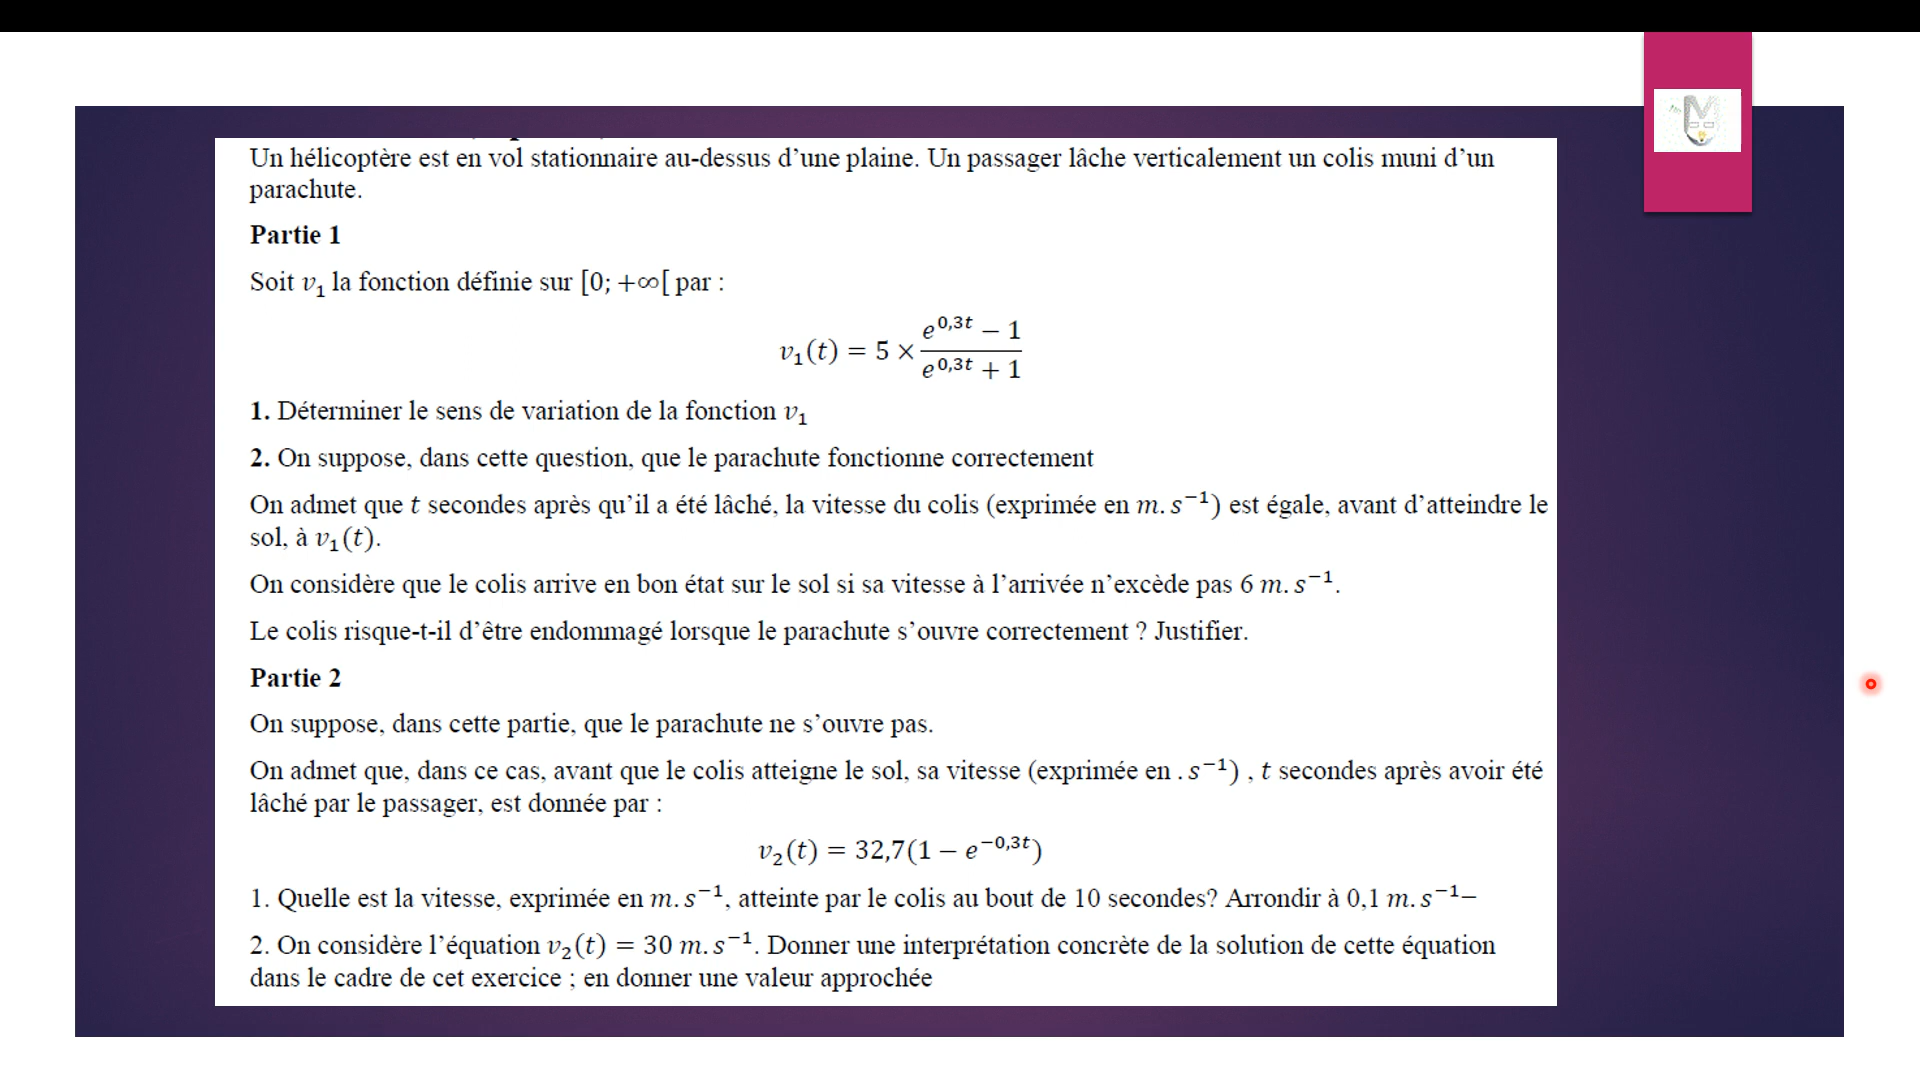 Un hélicoptère est en vol stationnaire au-dessus d’une plaine. Un passager lâche verticalement un colis muni d’un
parachute.
Partie 1
Soit v₁ la fonction définie sur [0; +∞[ par :
v₁(t) = 5 × (e^{0,3t} − 1)/(e^{0,3t} + 1)
1. Déterminer le sens de variation de la fonction v₁
2. On suppose, dans cette question, que le parachute fonctionne correctement
On admet que t secondes après qu’il a été lâché, la vitesse du colis (exprimée en m. s⁻¹) est égale, avant d’atteindre le
sol, à v₁(t).
On considère que le colis arrive en bon état sur le sol si sa vitesse à l’arrivée n’excède pas 6 m. s⁻¹.
Le colis risque-t-il d’être endommagé lorsque le parachute s’ouvre correctement ? Justifier.
Partie 2
On suppose, dans cette partie, que le parachute ne s’ouvre pas.
On admet que, dans ce cas, avant que le colis atteigne le sol, sa vitesse (exprimée en . s⁻¹) , t secondes après avoir été
lâché par le passager, est donnée par :
v₂(t) = 32,7(1 − e^{−0,3t})
1. Quelle est la vitesse, exprimée en m. s⁻¹, atteinte par le colis au bout de 10 secondes? Arrondir à 0,1 m. s⁻¹−
2. On considère l’équation v₂(t) = 30 m. s⁻¹. Donner une interprétation concrète de la solution de cette équation
dans le cadre de cet exercice ; en donner une valeur approchée